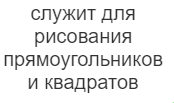 служит для
рисования
прямоугольников
и квадратов